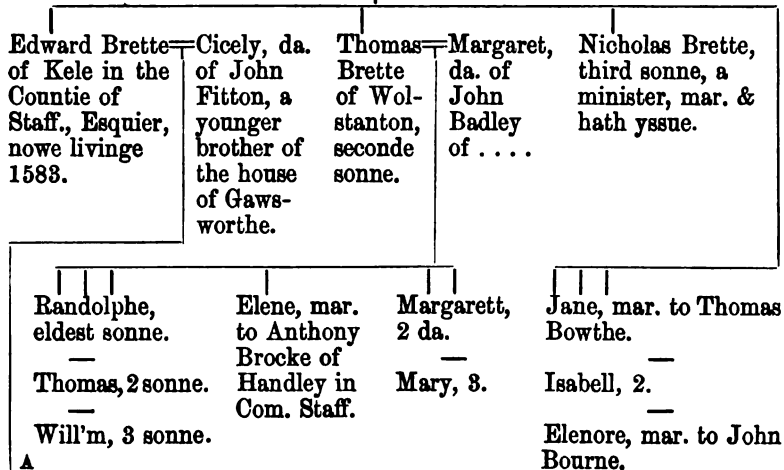 Edward Brette
of Kele in the
Countie of
Staff., Esquier,
nowe livinge
1583.
Cicely, da.
of John
Fitton, a
younger
brother of
the house
of Gaws-
worthe.
Thomas
Brette
of Wol-
stanton,
seconde
sonne.
Margaret,
da. of
John
Badley
of . . . .
Nicholas Brette,
third sonne, a
minister, mar. &
hath yssue.
Randolphe,
eldest sonne.
—
Thomas, 2 sonne.
—
Will'm, 3 sonne.
Elene, mar.
to Anthony
Brocke of
Handley in
Com. Staff.
Margarett,
2 da.
—
Mary, 3.
Jane, mar. to Thomas
Bowthe.
—
Isabell, 2.
—
Elenore, mar. to John
Bourne.
A